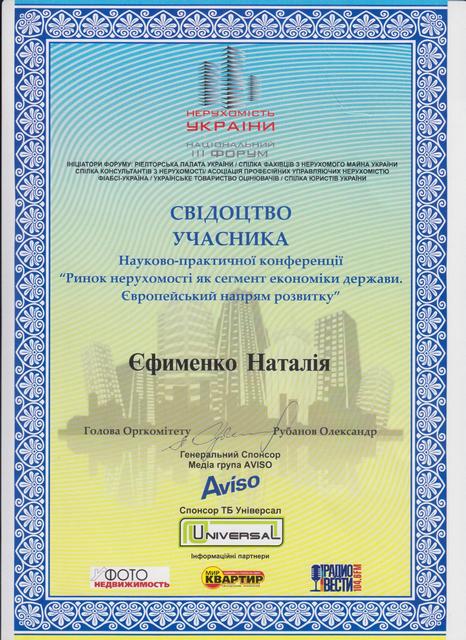 НЕРУХОМІСТЬ
УКРАЇНИ
НАЦІОНАЛЬНИЙ
III ФОРУМ
ІНІЦІАТОРИ ФОРУМУ: РІЕЛТОРСЬКА ПАЛАТА УКРАЇНИ / СПІЛКА ФАХІВЦІВ З НЕРУХОМОГО МАЙНА УКРАЇНИ
СПІЛКА КОНСУЛЬТАНТІВ З НЕРУХОМОСТІ/ АСОЦІАЦІЯ ПРОФЕСІЙНИХ УПРАВЛЯЮЧИХ НЕРУХОМІСТЮ
ФІАБСІ-УКРАЇНА / УКРАЇНСЬКЕ ТОВАРИСТВО ОЦІНЮВАЧІВ / СПІЛКА ЮРИСТІВ УКРАЇНИ
СВІДОЦТВО
УЧАСНИКА
Науково-практичної конференції
“Ринок нерухомості як сегмент економіки держави.
Європейський напрям розвитку”
Єфименко Наталія
Голова Оргкомітету Рубанов Олександр
Генеральний Спонсор
Медіа група AVISO
Aviso
Спонсор ТБ Універсал
UNIVERSAL
Інформаційні партнери
ФОТО
НЕДВИЖИМОСТЬ
МИР
КВАРТИР
РАДИО
ВЕСТИ
104.6FM